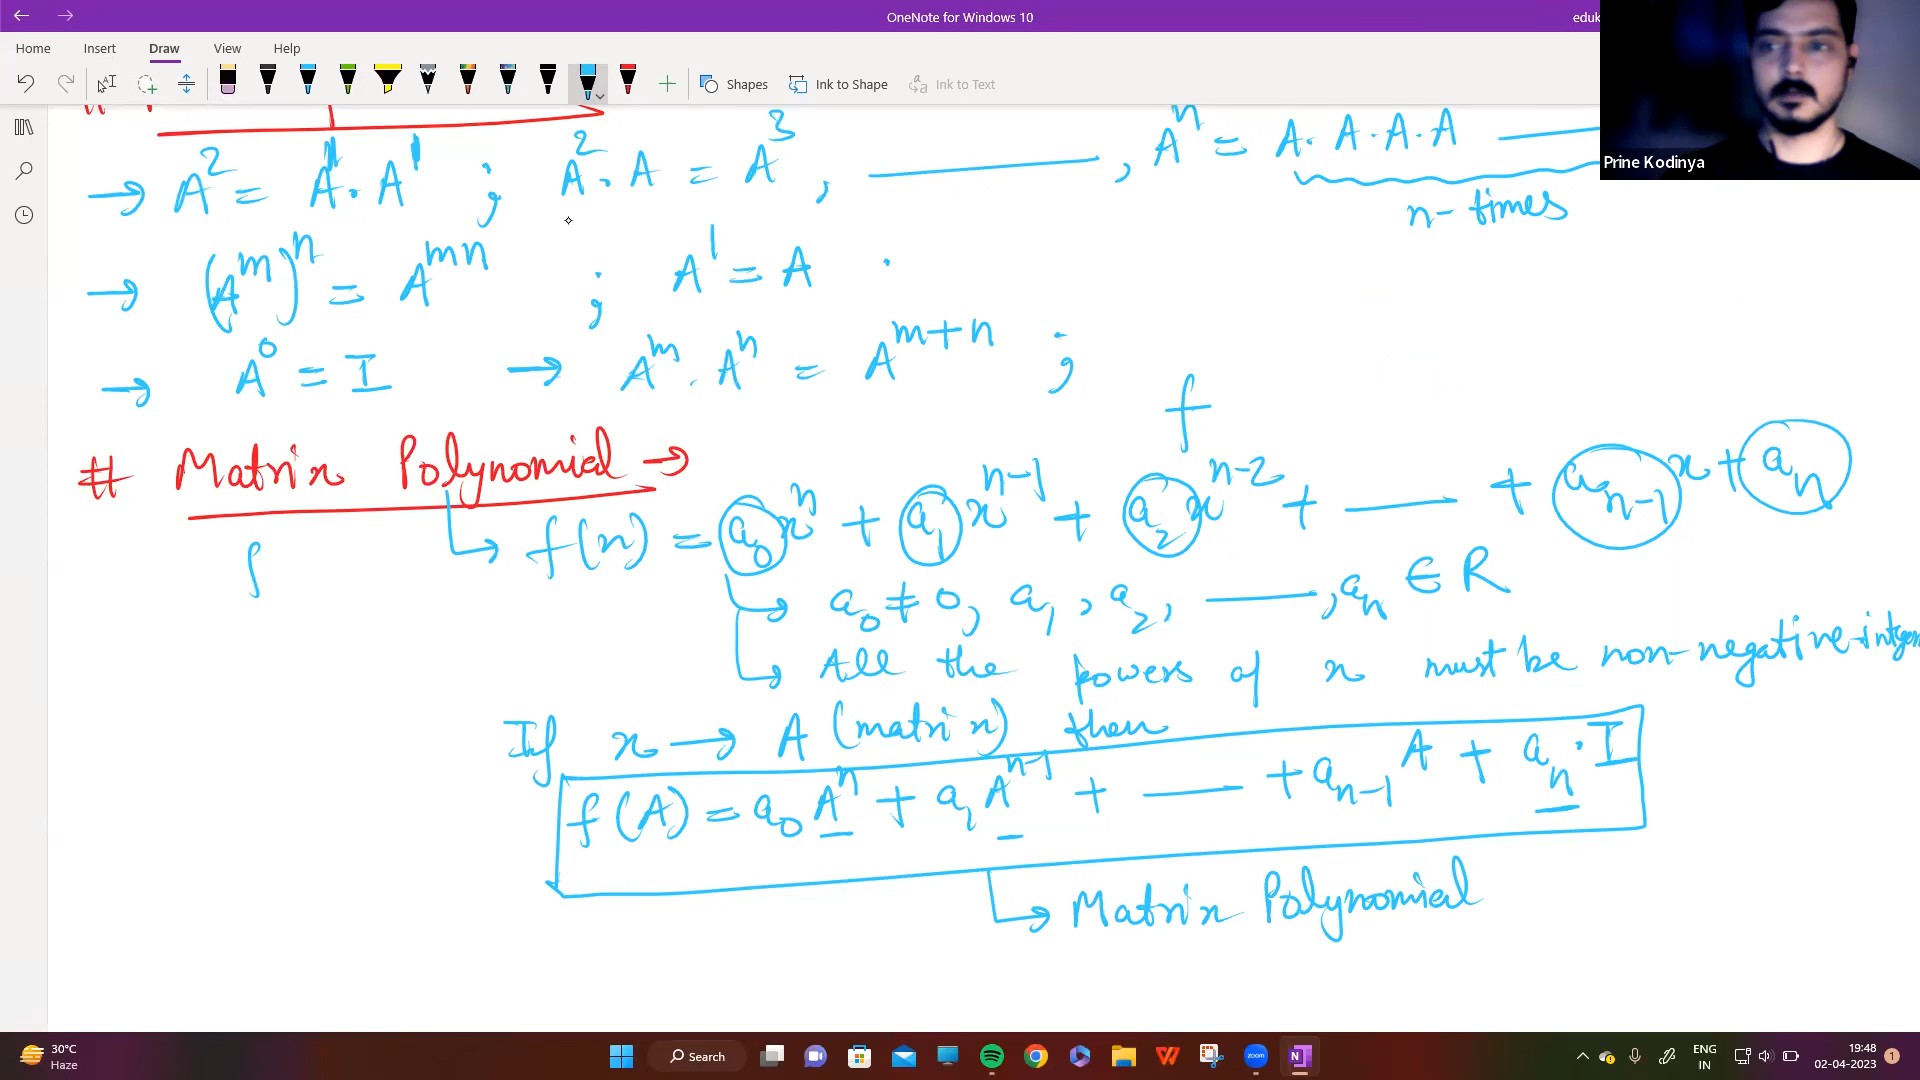 OneNote for Windows 10
eduk
Home Insert Draw View Help
Shapes Ink to Shape Ink to Text
Prine Kodinya
→ A² = A¹·A¹ ; A²·A = A³, ———, Aⁿ = A·A·A·A ———
n-times
→ (Aᵐ)ⁿ = Aᵐⁿ ; A¹ = A .
→ A⁰ = I → Aᵐ.Aⁿ = Aᵐ⁺ⁿ ;
f
# Matrix Polynomial →
↳ f(x) = a₀xⁿ + a₁xⁿ⁻¹ + a₂xⁿ⁻² + ——— + aₙ₋₁x + aₙ
↳ a₀ ≠ 0, a₁, a₂, ———, aₙ ∈ R
↳ All the powers of x must be non-negative-integ
If x → A (matrix) then
f(A) = a₀Aⁿ + a₁Aⁿ⁻¹ + ——— + aₙ₋₁A + aₙ·I
↳ Matrix Polynomial
30°C
Haze
Search
ENG
IN
19:48
02-04-2023
1
zoom